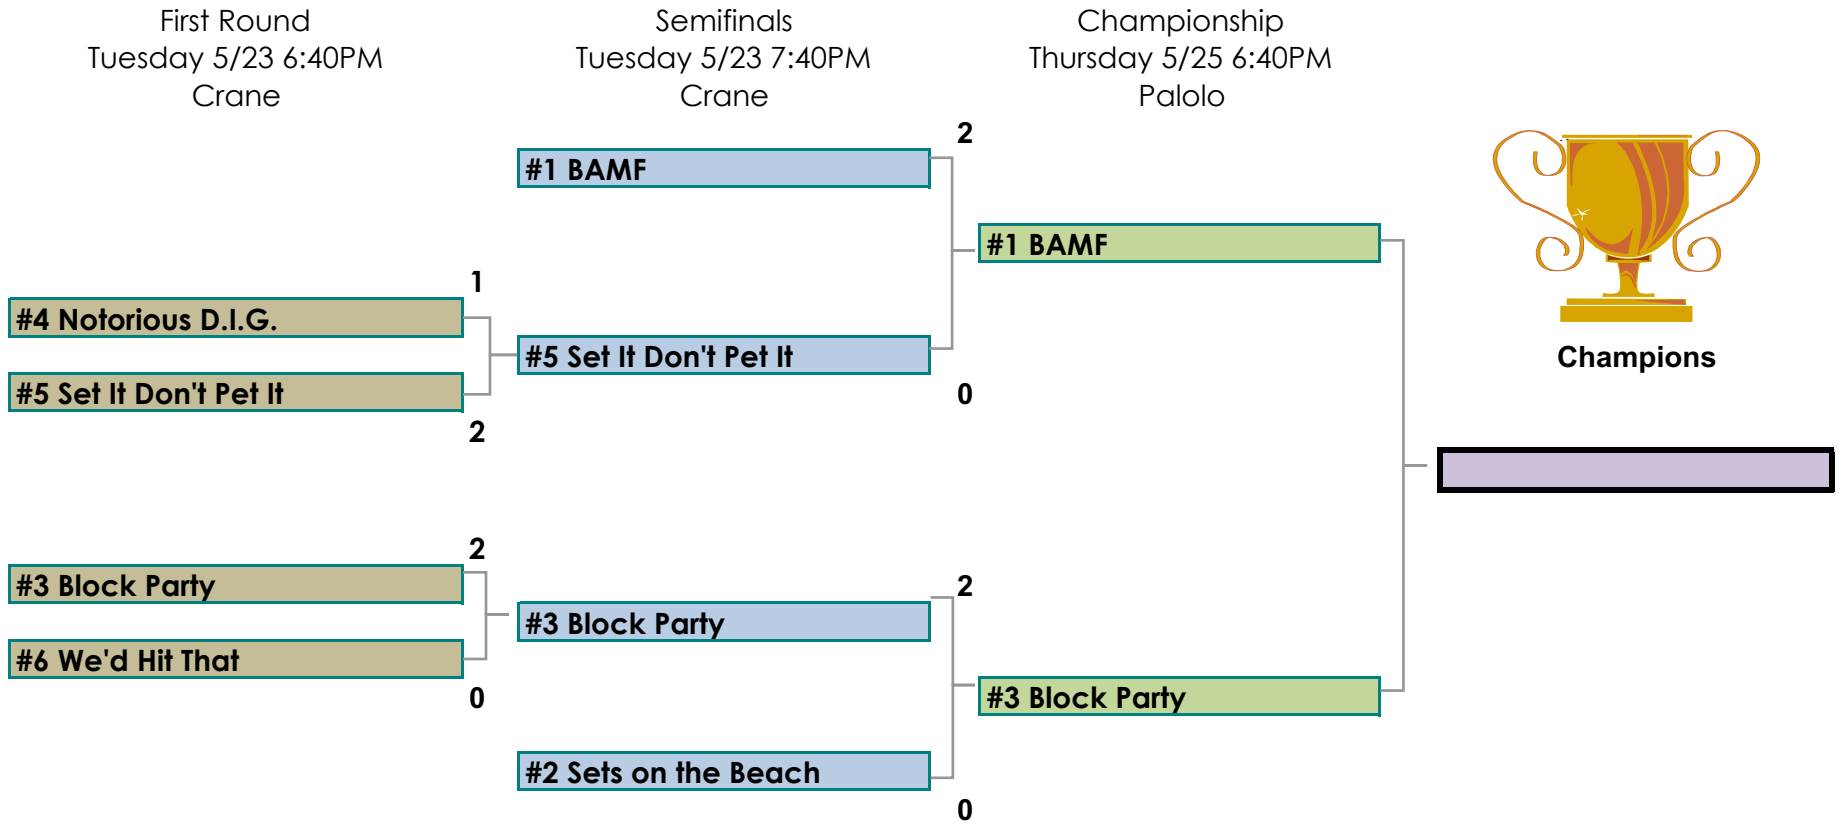 First Round
Tuesday 5/23 6:40PM
Crane
Semifinals
Tuesday 5/23 7:40PM
Crane
Championship
Thursday 5/25 6:40PM
Palolo
2
#1 BAMF
#1 BAMF
1
#4 Notorious D.I.G.
#5 Set It Don't Pet It
Champions
#5 Set It Don't Pet It
0
2
2
#3 Block Party
2
#3 Block Party
#6 We'd Hit That
0
#3 Block Party
#2 Sets on the Beach
0